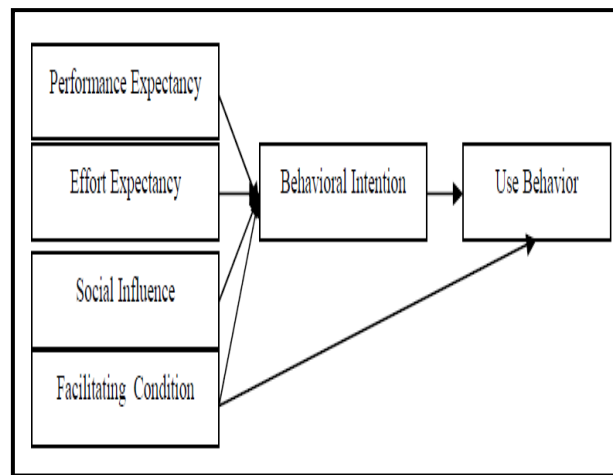 Performance Expectancy
Effort Expectancy
Behavioral Intention
Use Behavior
Social Influence
Facilitating Condition